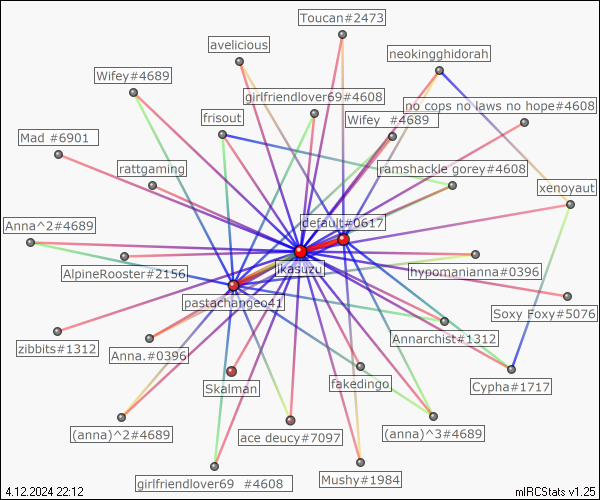 Toucan#2473
avelicious
neokingghidorah
Wifey#4689
girlfriendlover69#4608
no cops no laws no hope#4608
frisout
Wifey  #4689
Mad #6901
rattgaming
ramshackle gorey#4608
xenoyaut
Anna^2#4689
default#0617
AlpineRooster#2156
ikasuzu
hypomanianna#0396
pastachangeo41
Soxy Foxy#5076
zibbits#1312
Anna.#0396
Annarchist#1312
Skalman
fakedingo
Cypha#1717
(anna)^2#4689
ace deucy#7097
(anna)^3#4689
girlfriendlover69  #4608
Mushy#1984
4.12.2024 22:12
mIRCStats v1.25